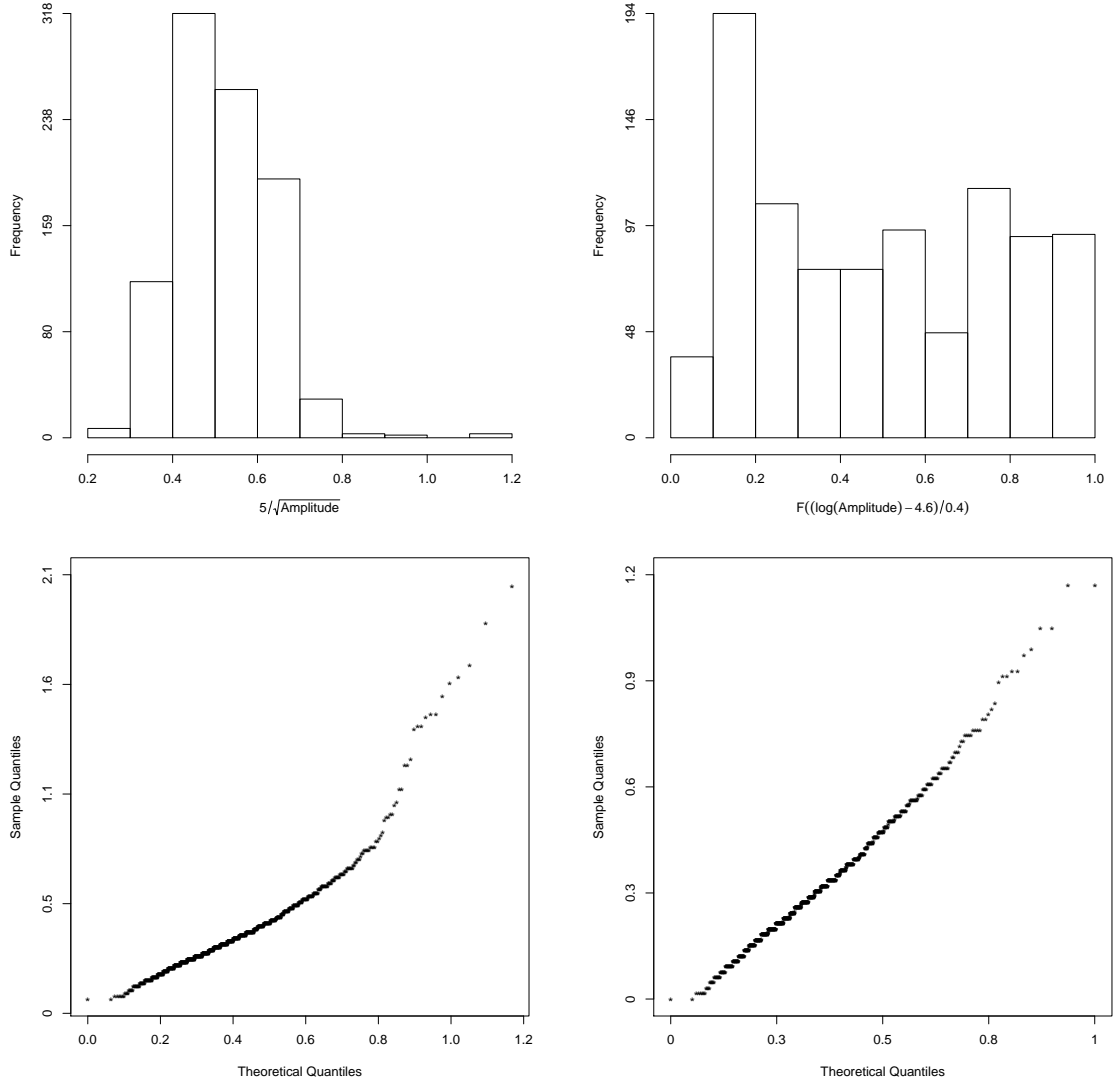 Frequency
318
238
159
80
0
0.2 0.4 0.6 0.8 1.0 1.2
5/√Amplitude
Frequency
194
146
97
48
0
0.0 0.2 0.4 0.6 0.8 1.0
F((log(Amplitude) − 4.6)/0.4)
Sample Quantiles
2.1
1.6
1.1
0.5
0
0.0 0.2 0.4 0.6 0.8 1.0 1.2
Theoretical Quantiles
Sample Quantiles
1.2
0.9
0.6
0.3
0
0 0.3 0.5 0.8 1
Theoretical Quantiles